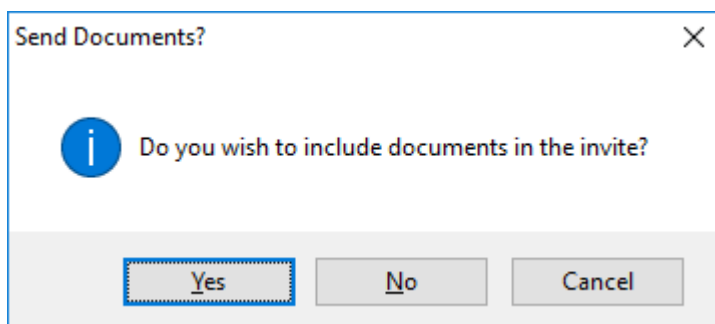 Send Documents?
Do you wish to include documents in the invite?
Yes No Cancel